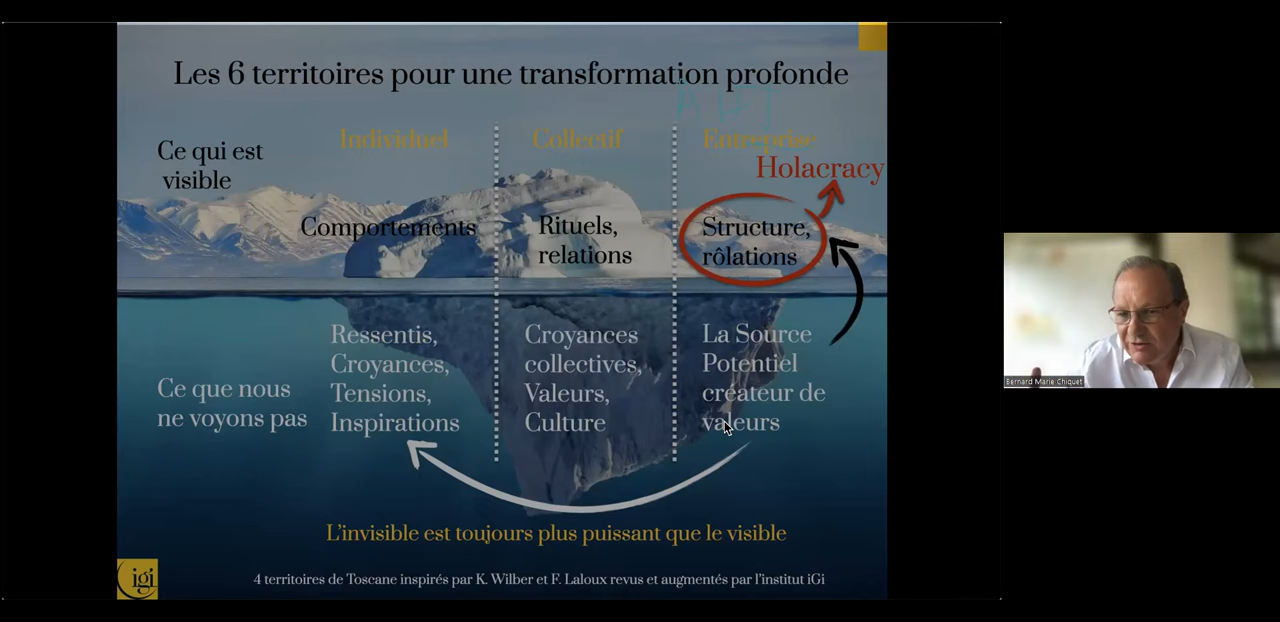 Les 6 territoires pour une transformation profonde
Ce qui est
visible
Individuel
Collectif
Entreprise
Holacracy
Comportements
Rituels,
relations
Structure,
rôlations
Ce que nous
ne voyons pas
Ressentis,
Croyances,
Tensions,
Inspirations
Croyances
collectives,
Valeurs,
Culture
La Source
Potentiel
créateur de
valeurs
L'invisible est toujours plus puissant que le visible
igi
4 territoires de Toscane inspirés par K. Wilber et F. Laloux revus et augmentés par l'institut iGi
Bernard Marie Chiquet